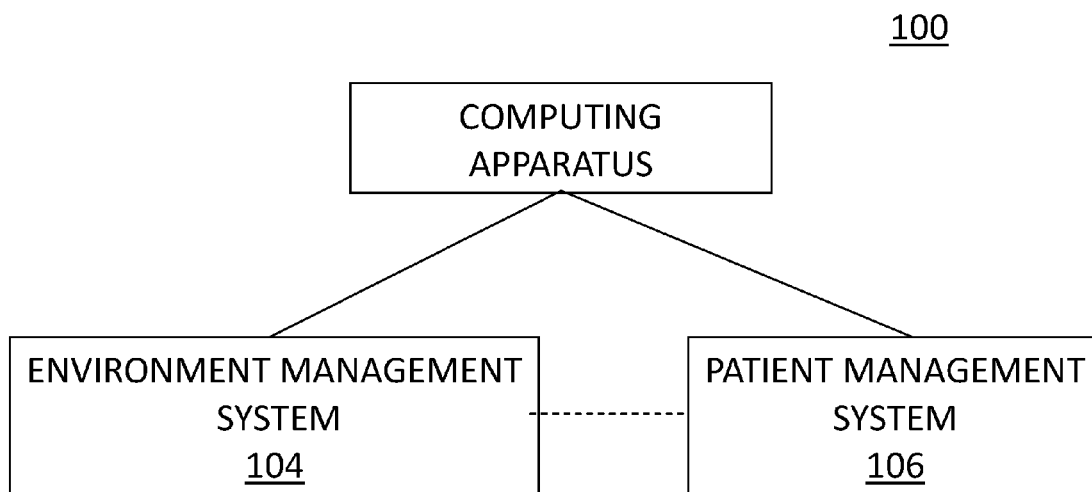 100
COMPUTING
APPARATUS
ENVIRONMENT MANAGEMENT
SYSTEM
104
PATIENT MANAGEMENT
SYSTEM
106